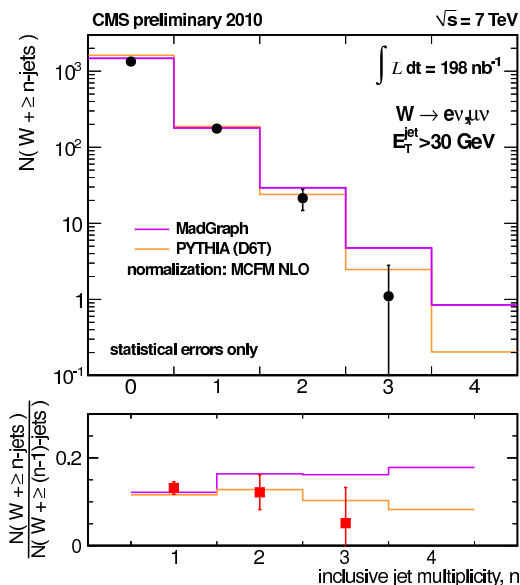 CMS preliminary 2010 √s = 7 TeV
N( W + ≥ n-jets )
∫ L dt = 198 nb⁻¹
W → eν,μν
E_T^jet >30 GeV
10³
10²
10
1
10⁻¹
MadGraph
PYTHIA (D6T)
normalization: MCFM NLO
statistical errors only
0 1 2 3 4
N( W + ≥ n-jets )
N( W + ≥ (n-1)-jets )
0.2
0
1 2 3 4
inclusive jet multiplicity, n